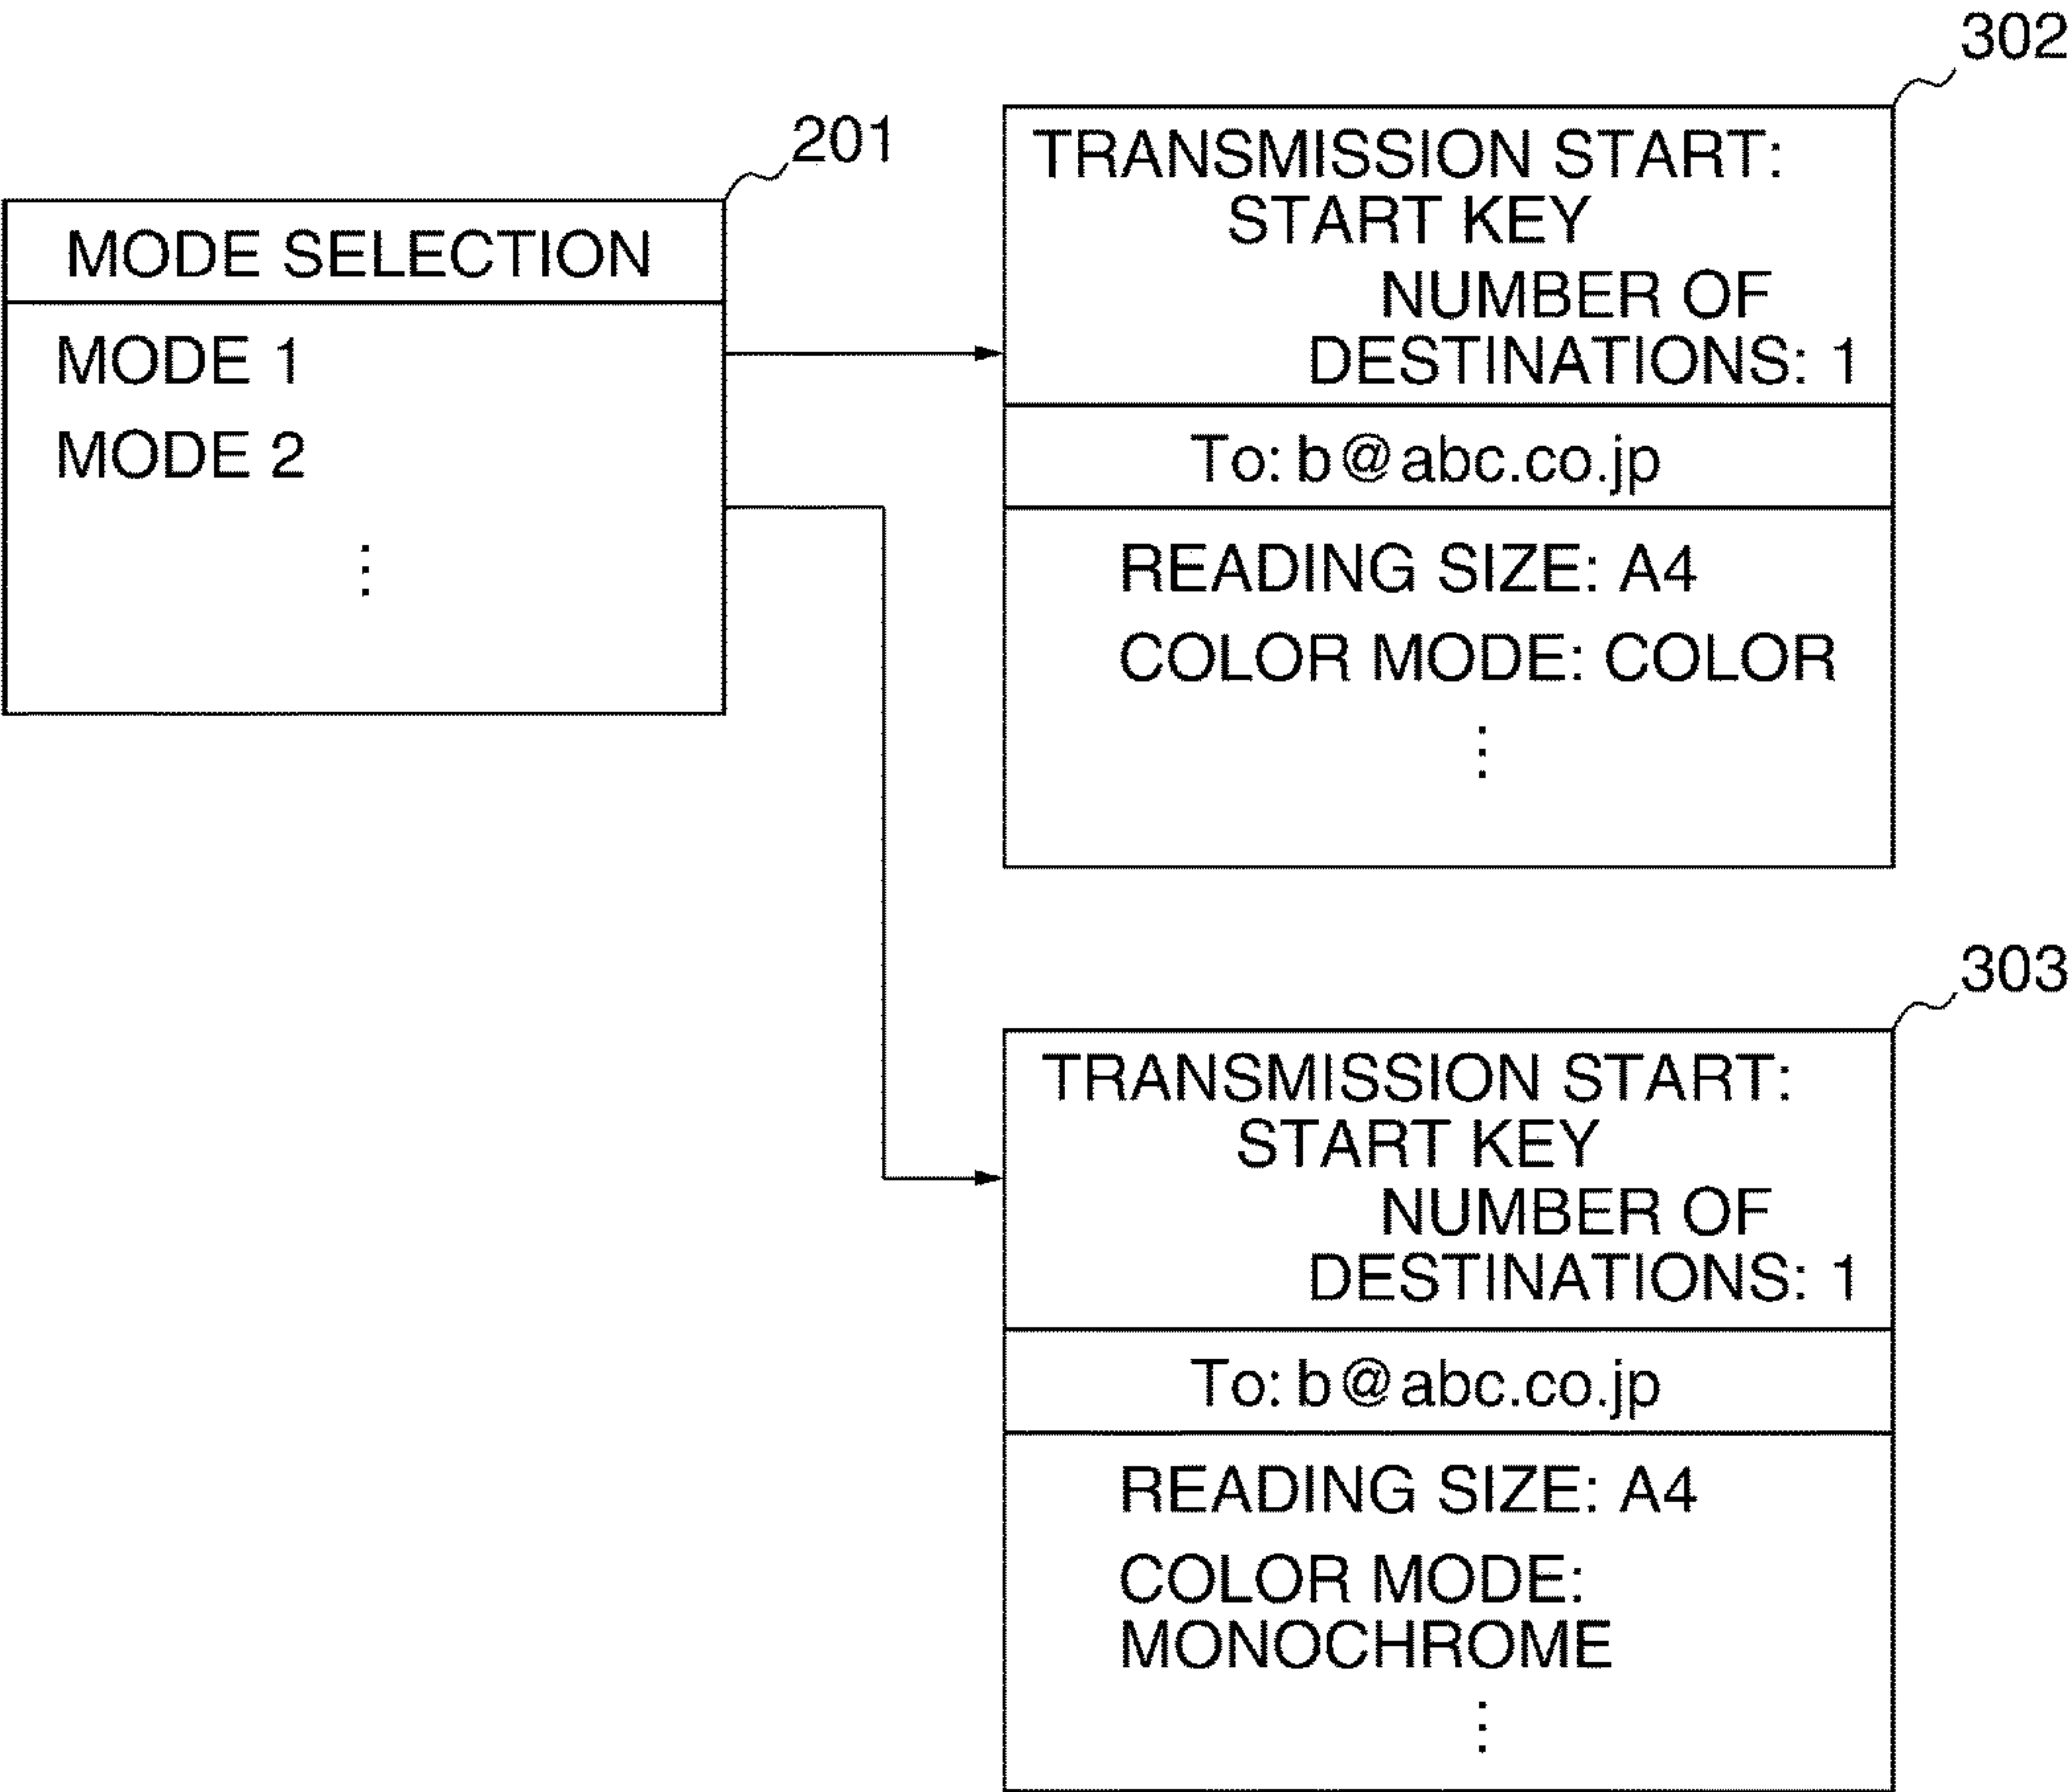 201
MODE SELECTION
MODE 1
MODE 2
302
TRANSMISSION START:
START KEY
NUMBER OF
DESTINATIONS: 1
To: b@abc.co.jp
READING SIZE: A4
COLOR MODE: COLOR
303
TRANSMISSION START:
START KEY
NUMBER OF
DESTINATIONS: 1
To: b@abc.co.jp
READING SIZE: A4
COLOR MODE:
MONOCHROME